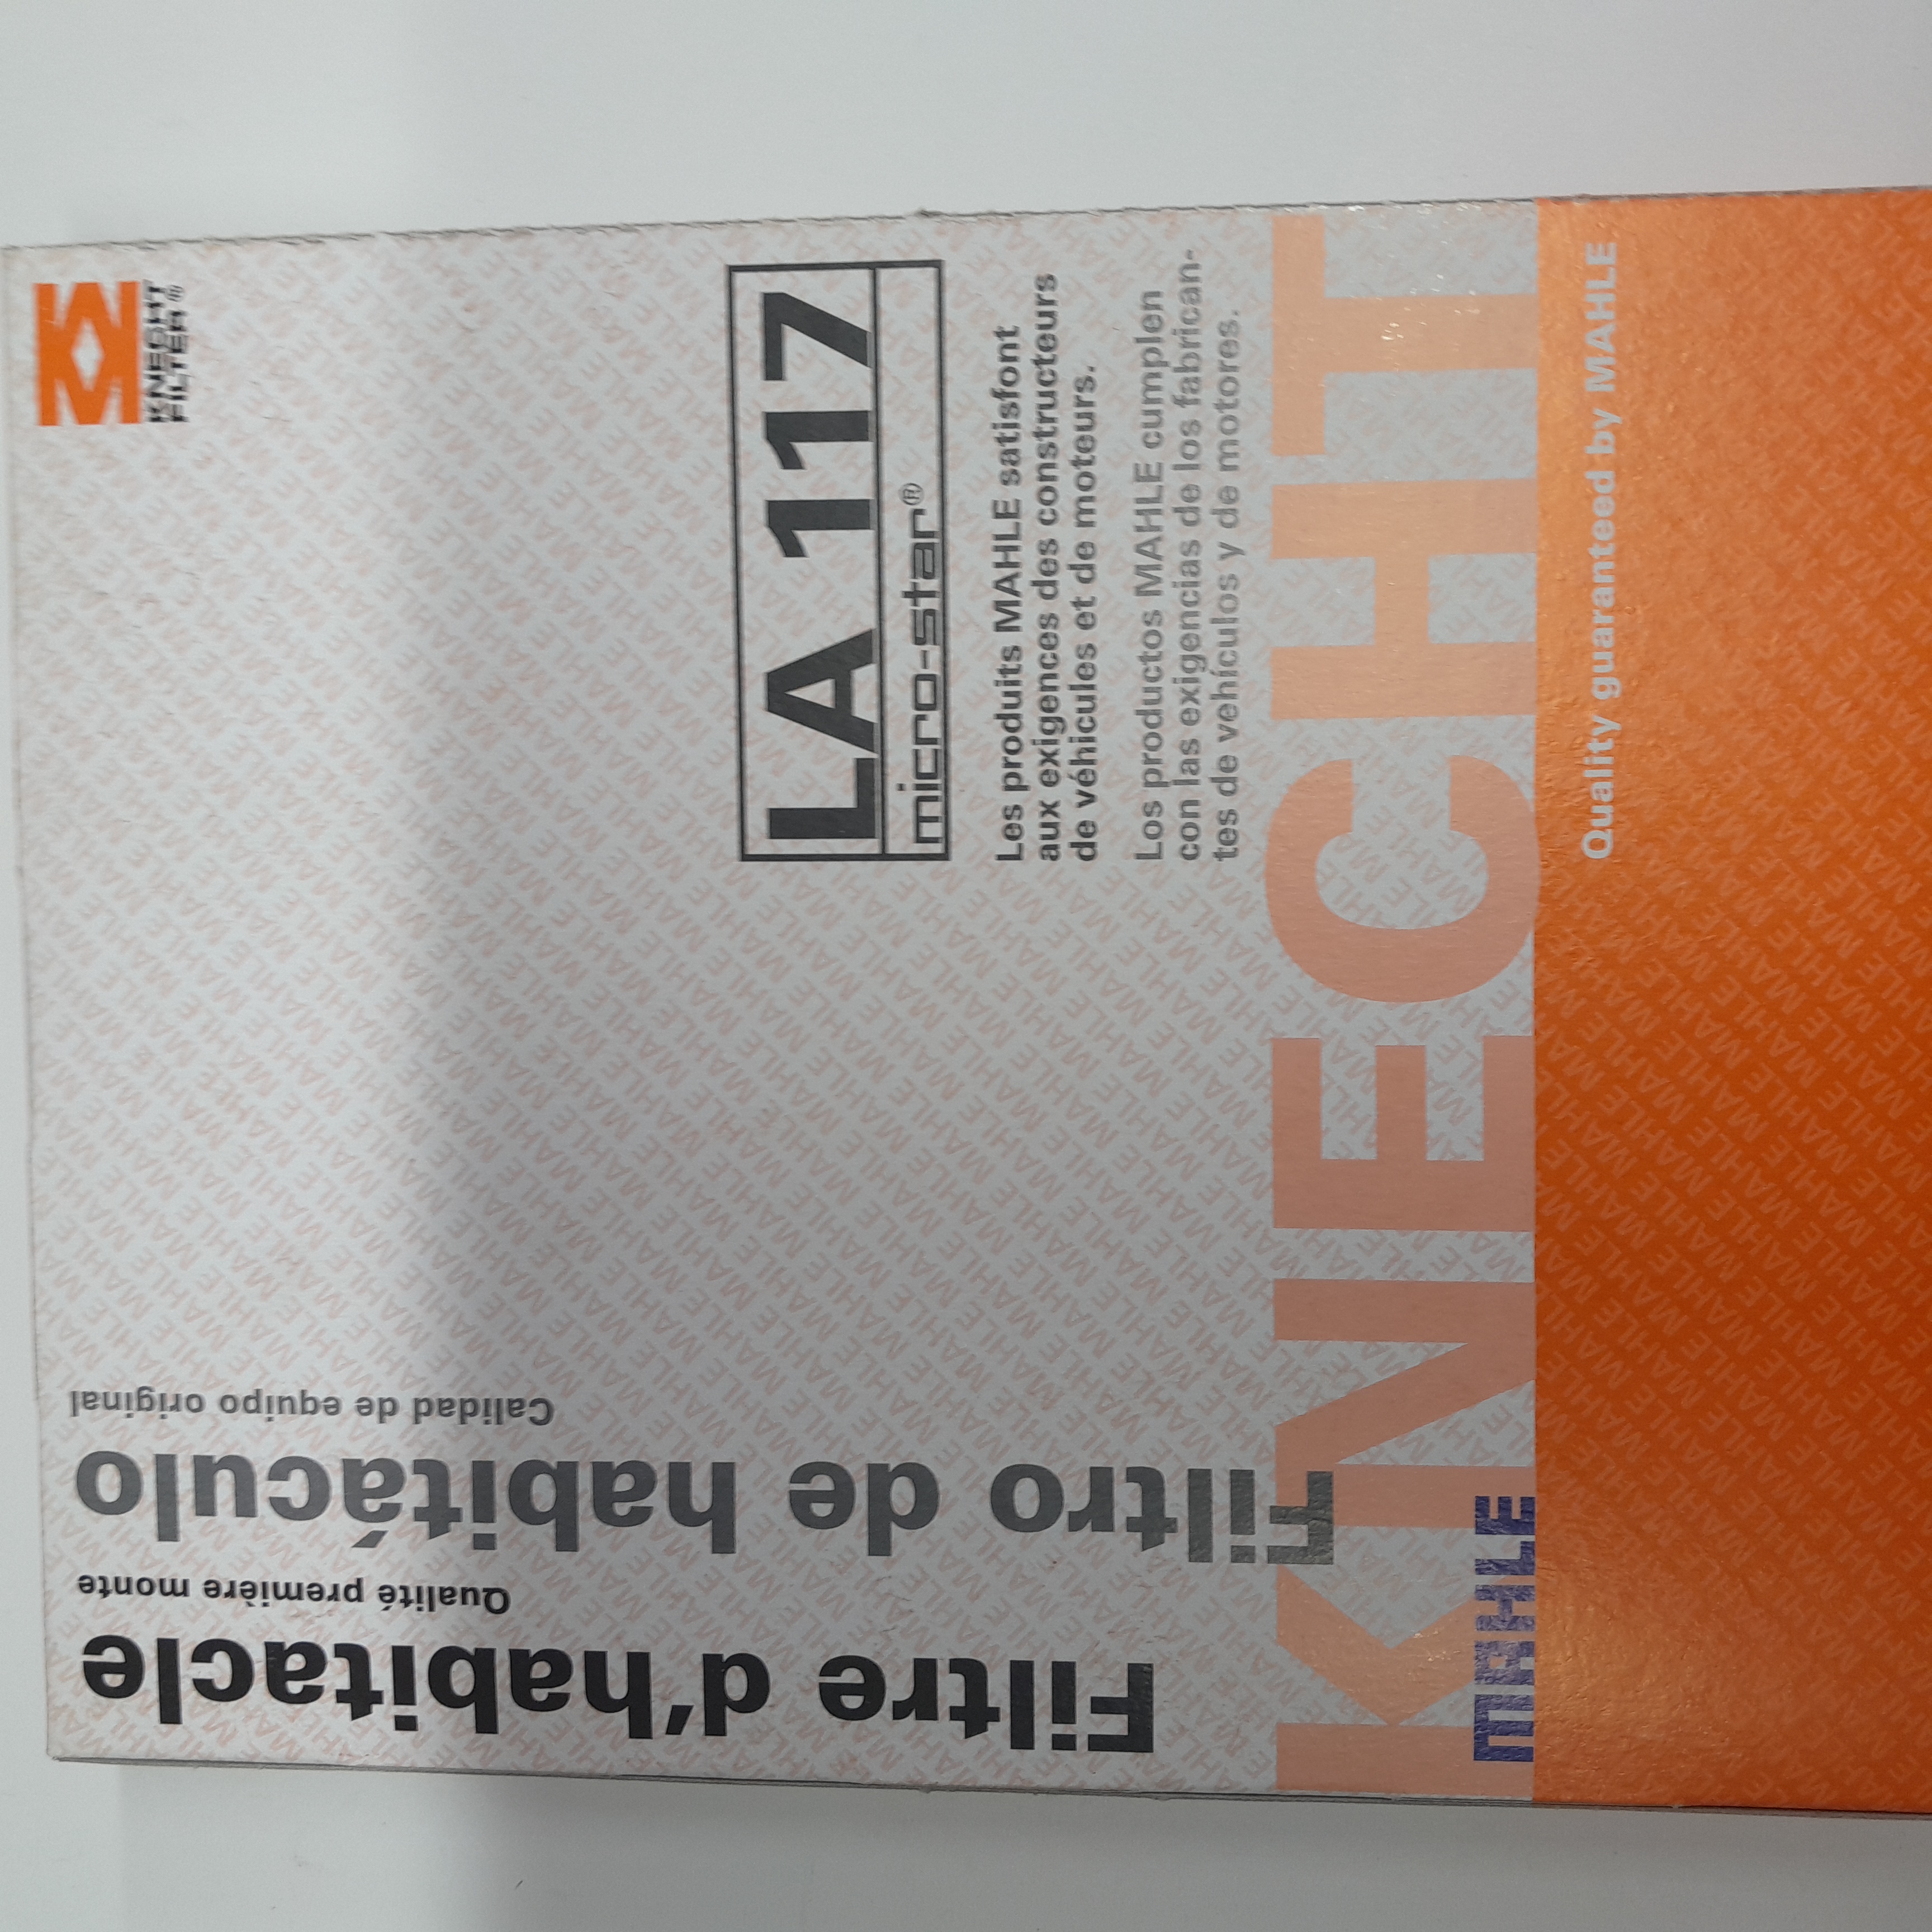 KNECHT
FILTER®
LA 117
micro-star®
Les produits MAHLE satisfont
aux exigences des constructeurs
de véhicules et de moteurs.
Los productos MAHLE cumplen
con las exigencias de los fabrican-
tes de vehículos y de motores.
KNECHT
MAHLE
Quality guaranteed by MAHLE
Filtre d'habitacle
Qualité première monte
Filtro de habitáculo
Calidad de equipo original